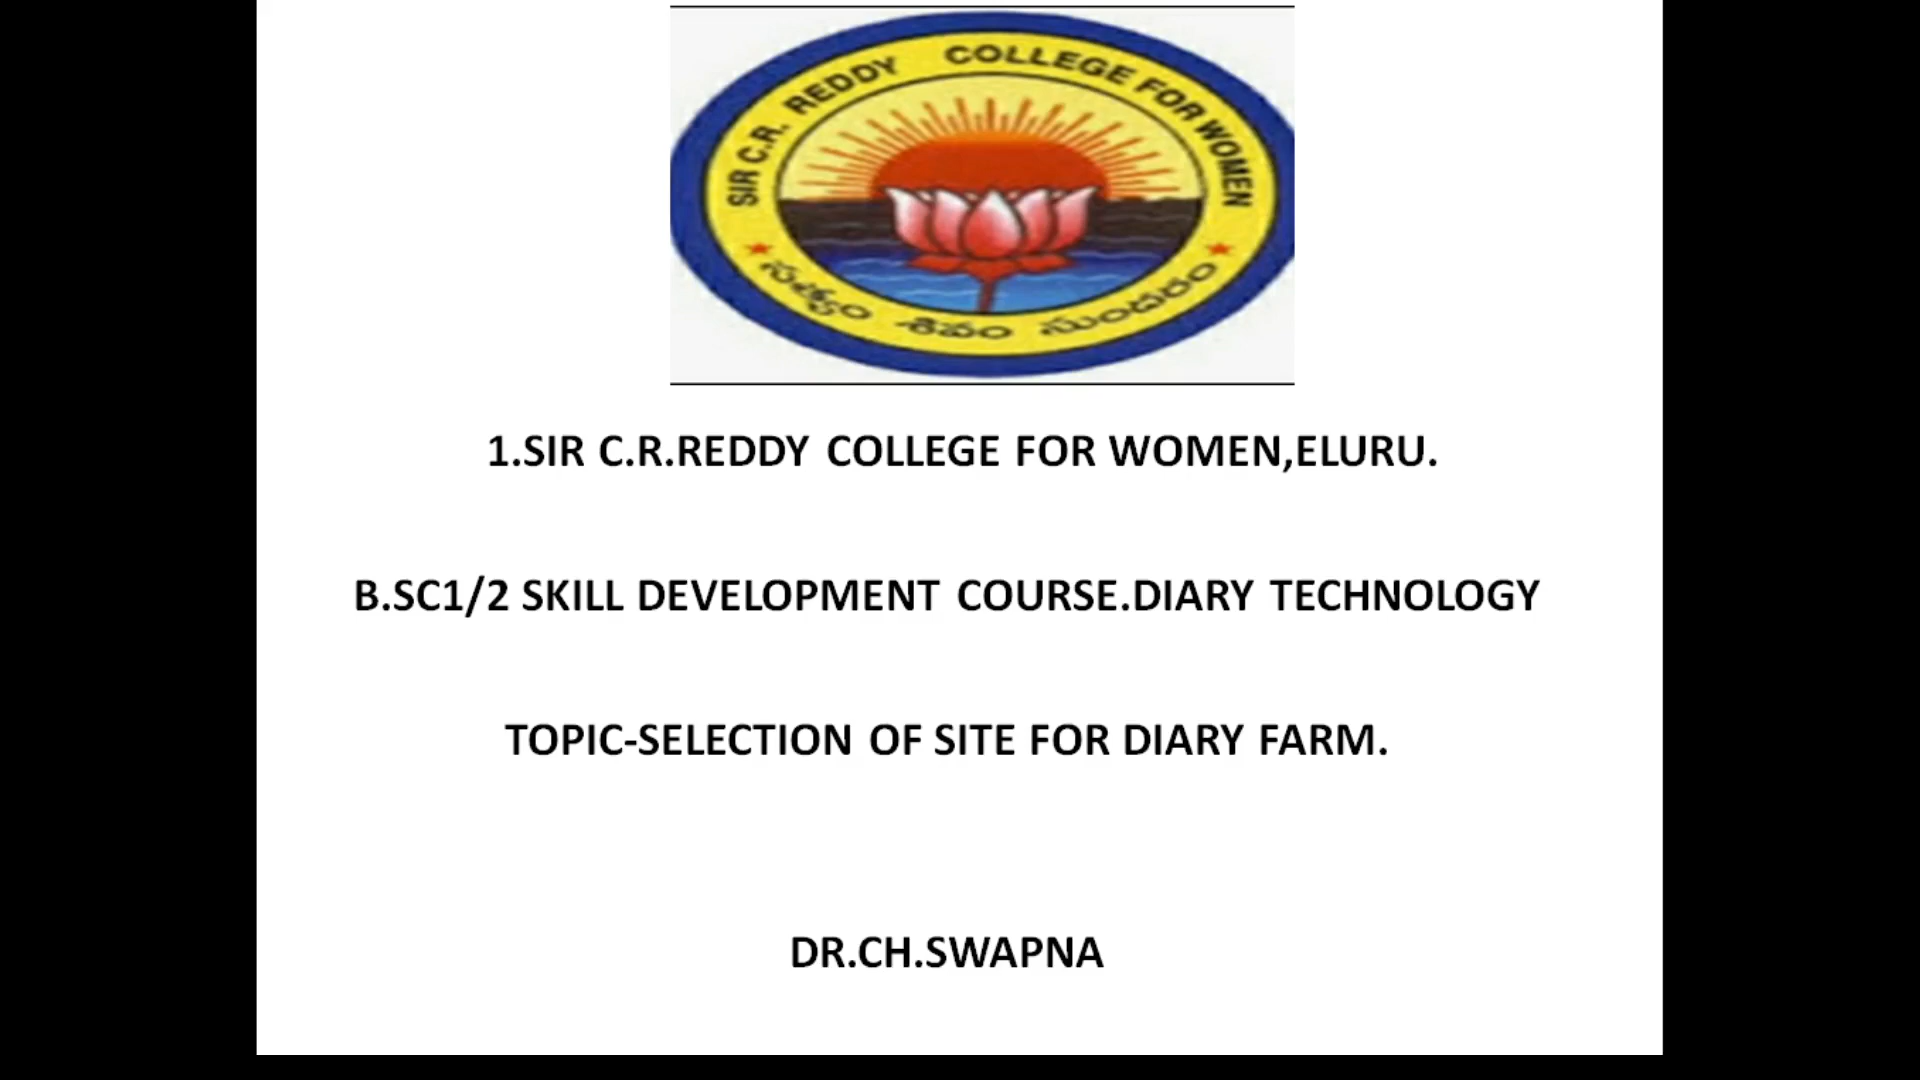 SIR C.R. REDDY COLLEGE FOR WOMEN
సత్యం శివం సుందరం
1.SIR C.R.REDDY COLLEGE FOR WOMEN,ELURU.
B.SC1/2 SKILL DEVELOPMENT COURSE.DIARY TECHNOLOGY
TOPIC-SELECTION OF SITE FOR DIARY FARM.
DR.CH.SWAPNA